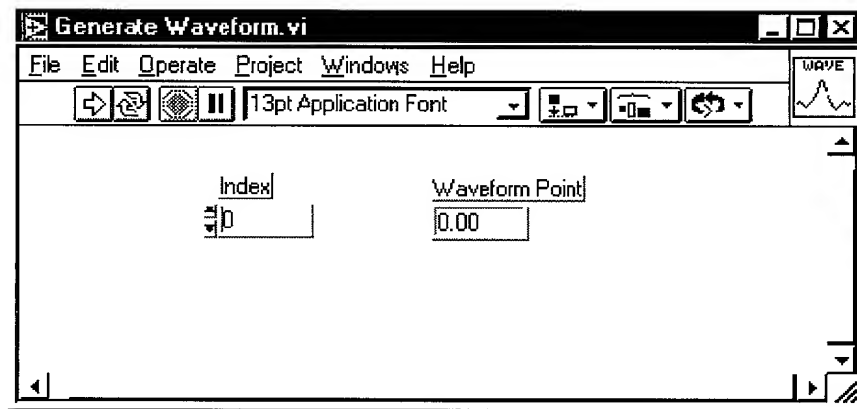 Generate Waveform.vi
File Edit Operate Project Windows Help
WAVE
13pt Application Font
Index
Waveform Point
0
0.00